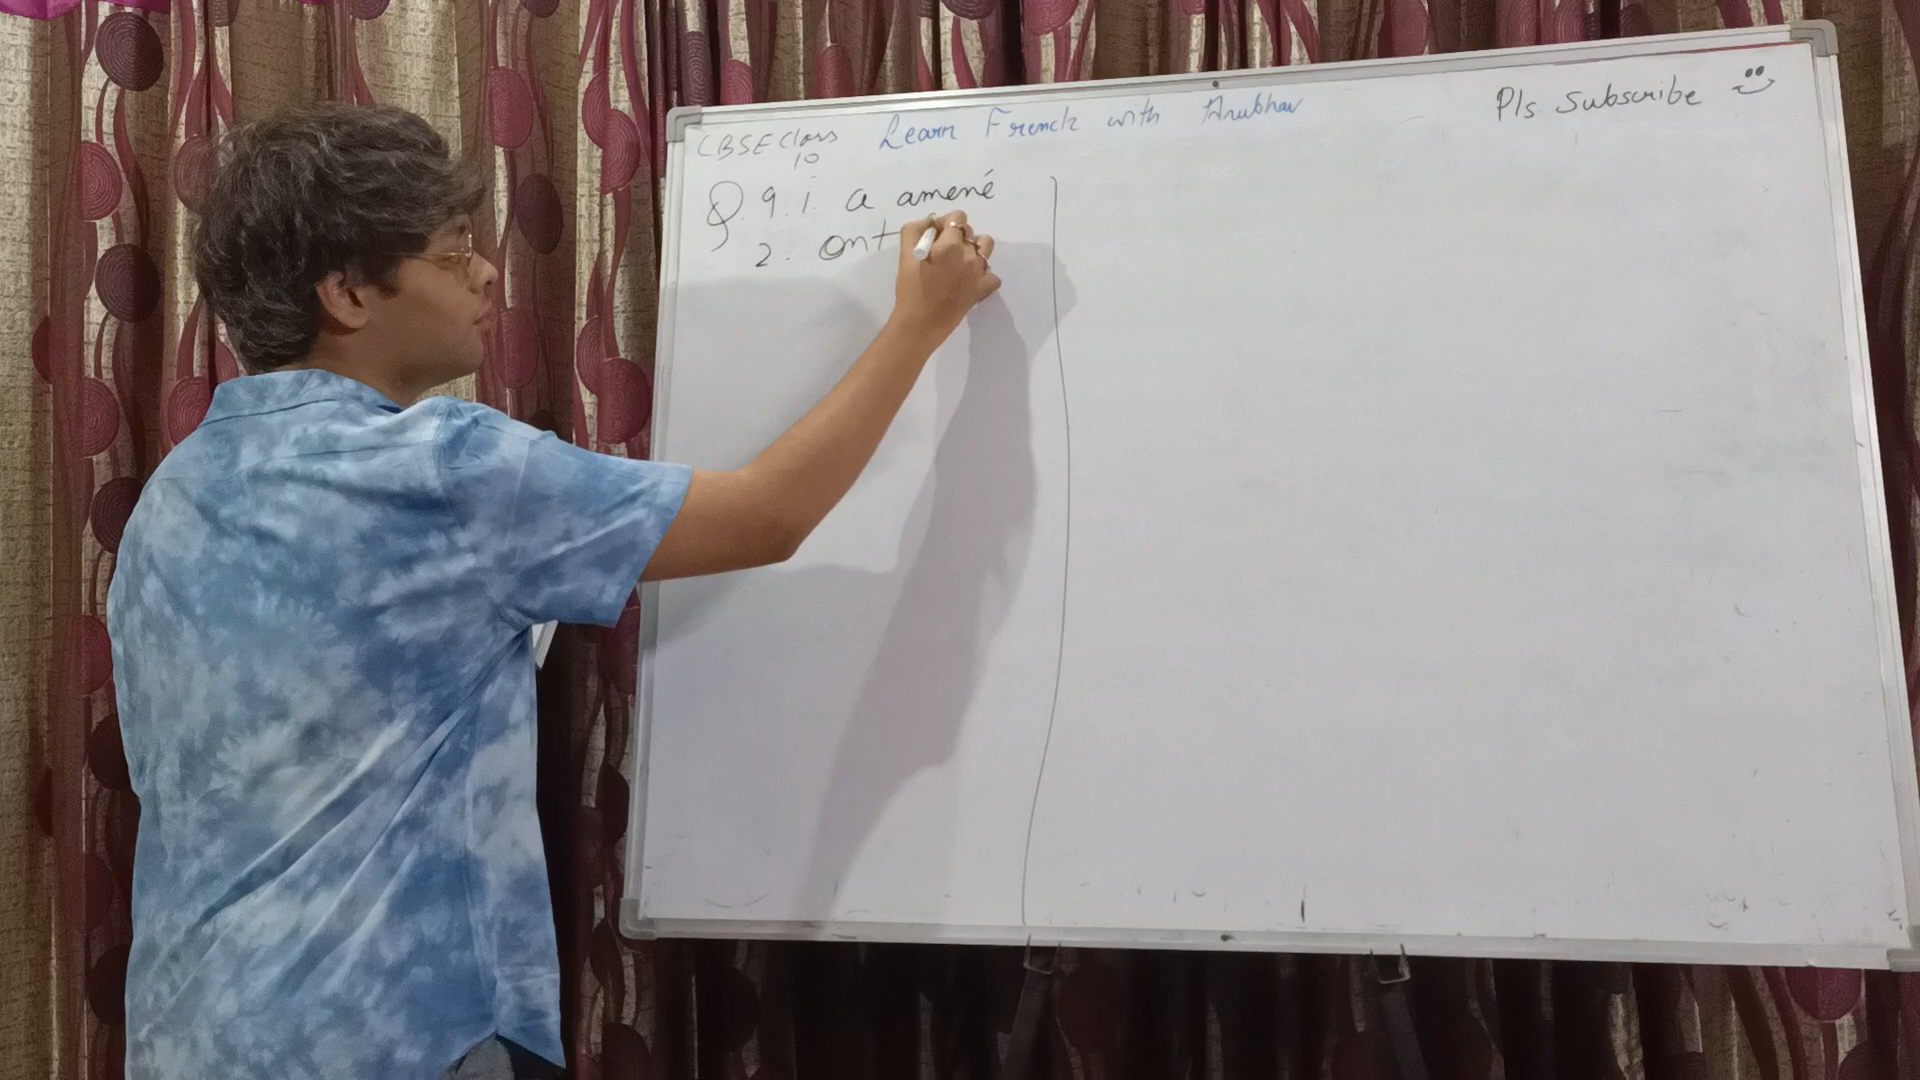 CBSE Class 10
Learn French with Anubhav
Pls Subscribe
Q. 9. 1. a amené
2. ont